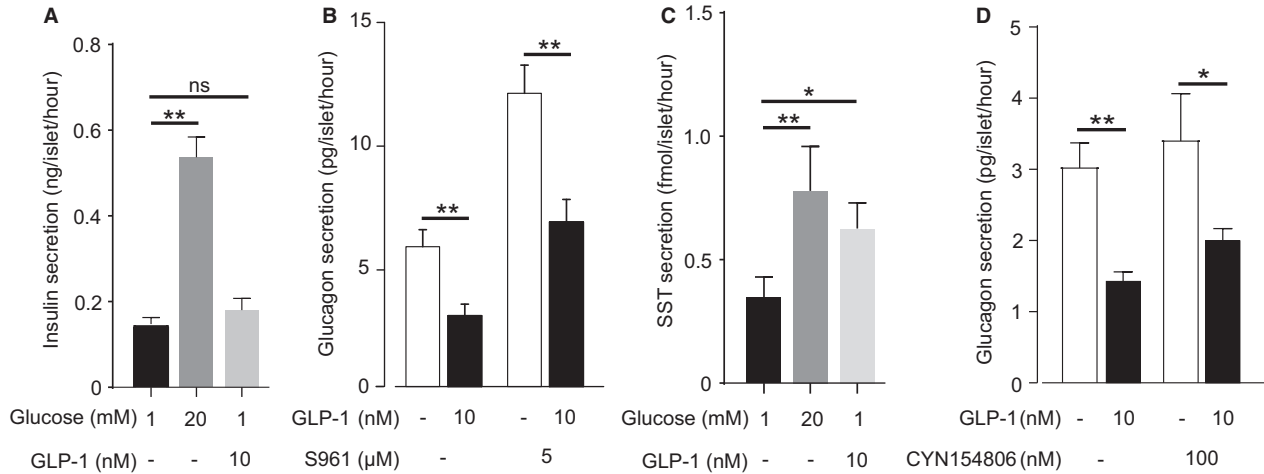 A
Insulin secretion (ng/islet/hour)
0.8
0.6
0.4
0.2
0
ns
**
Glucose (mM) 1 20 1
GLP-1 (nM) - - 10
B
Glucagon secretion (pg/islet/hour)
15
10
5
0
**
**
GLP-1 (nM) - 10 - 10
S961 (µM) - 5
C
SST secretion (fmol/islet/hour)
1.5
1.0
0.5
0
*
**
Glucose (mM) 1 20 1
GLP-1 (nM) - - 10
D
Glucagon secretion (pg/islet/hour)
5
4
3
2
1
0
**
*
GLP-1 (nM) - 10 - 10
CYN154806 (nM) - 100